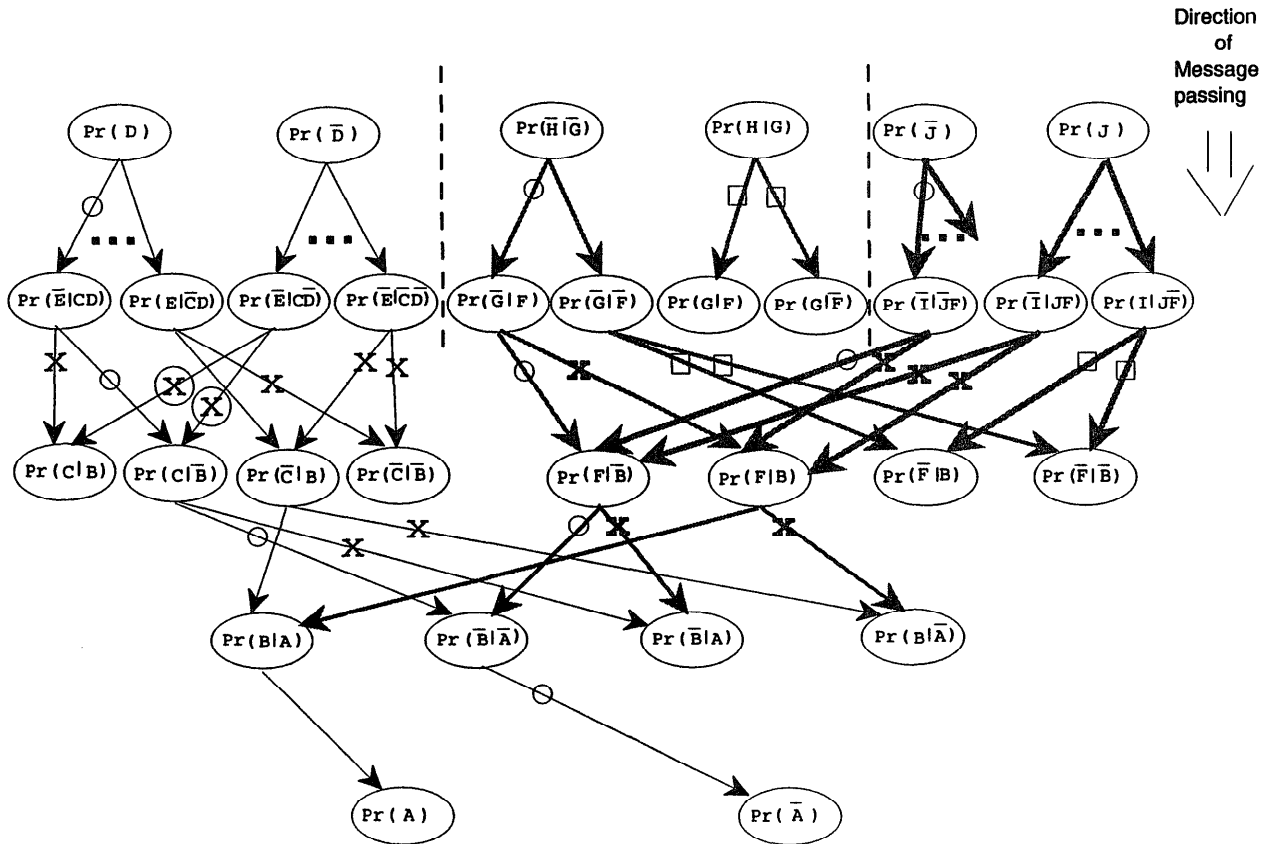 Direction
of
Message
passing
Pr(D)
Pr(D̅)
Pr(H̅|G̅)
Pr(H|G)
Pr(J̅)
Pr(J)
Pr(E̅|CD)
Pr(E|C̅D)
Pr(E̅|CD̅)
Pr(E̅|C̅D̅)
Pr(G̅|F)
Pr(G̅|F̅)
Pr(G|F)
Pr(G|F̅)
Pr(I̅|J̅F)
Pr(I̅|JF)
Pr(I|JF̅)
X
X
X
X
X
X
X
X
X
X
Pr(C|B)
Pr(C|B̅)
Pr(C̅|B)
Pr(C̅|B̅)
Pr(F|B̅)
Pr(F|B)
Pr(F̅|B)
Pr(F̅|B̅)
X
X
X
X
Pr(B|A)
Pr(B̅|A̅)
Pr(B̅|A)
Pr(B|A̅)
Pr(A)
Pr(A̅)